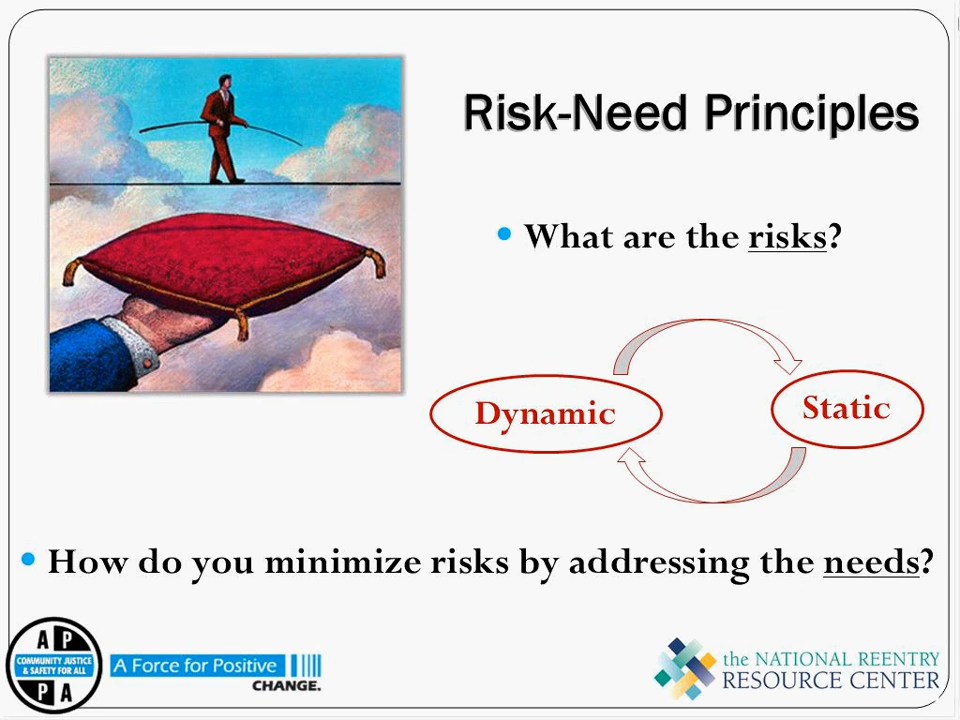 Risk-Need Principles
• What are the risks?
Dynamic
Static
• How do you minimize risks by addressing the needs?
A P
COMMUNITY JUSTICE
& SAFETY FOR ALL
P A
A Force for Positive
CHANGE.
the NATIONAL REENTRY
RESOURCE CENTER